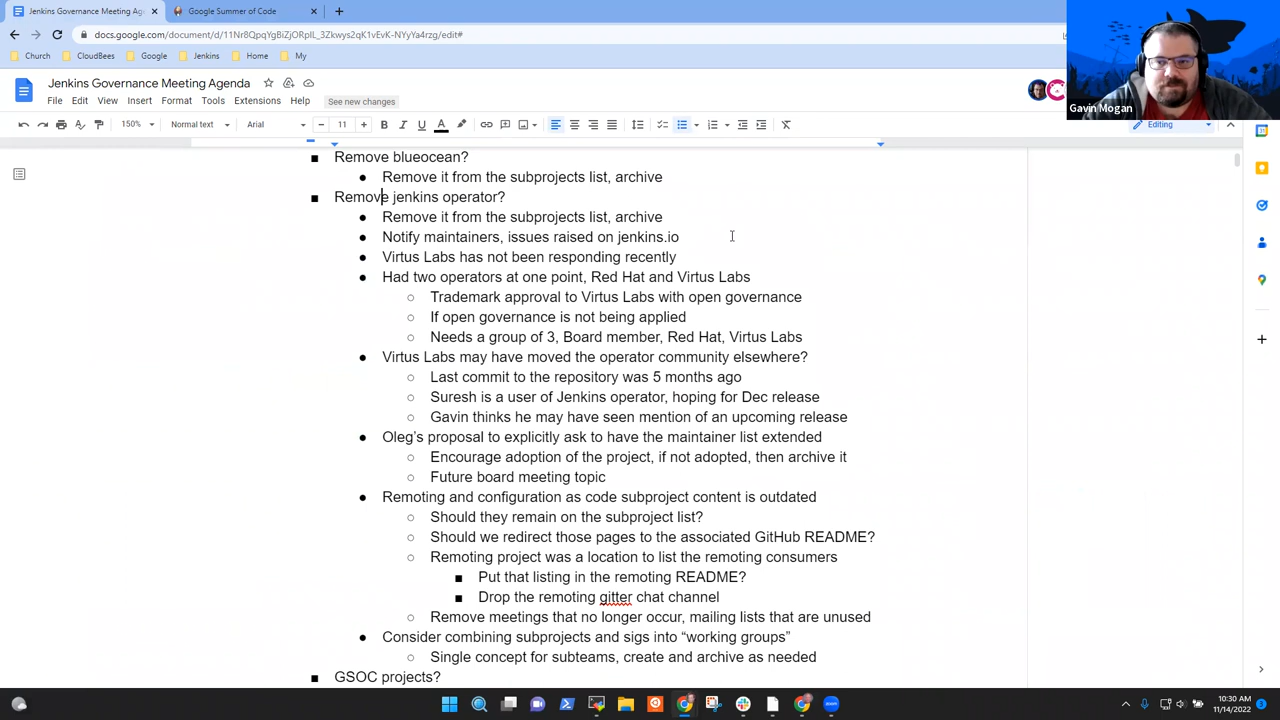 Jenkins Governance Meeting Agen
Google Summer of Code
docs.google.com/document/d/11Nr8QpqYgBiZjORpIL_3Zkwys2qK1vEvK-NYyYa4rzg/edit#
Church
CloudBees
Google
Jenkins
Home
My
Jenkins Governance Meeting Agenda
File Edit View Insert Format Tools Extensions Help See new changes
150% Normal text Arial 11
Editing
Gavin Mogan
Remove blueocean?
Remove it from the subprojects list, archive
Remove jenkins operator?
Remove it from the subprojects list, archive
Notify maintainers, issues raised on jenkins.io
Virtus Labs has not been responding recently
Had two operators at one point, Red Hat and Virtus Labs
Trademark approval to Virtus Labs with open governance
If open governance is not being applied
Needs a group of 3, Board member, Red Hat, Virtus Labs
Virtus Labs may have moved the operator community elsewhere?
Last commit to the repository was 5 months ago
Suresh is a user of Jenkins operator, hoping for Dec release
Gavin thinks he may have seen mention of an upcoming release
Oleg's proposal to explicitly ask to have the maintainer list extended
Encourage adoption of the project, if not adopted, then archive it
Future board meeting topic
Remoting and configuration as code subproject content is outdated
Should they remain on the subproject list?
Should we redirect those pages to the associated GitHub README?
Remoting project was a location to list the remoting consumers
Put that listing in the remoting README?
Drop the remoting gitter chat channel
Remove meetings that no longer occur, mailing lists that are unused
Consider combining subprojects and sigs into “working groups”
Single concept for subteams, create and archive as needed
GSOC projects?
10:30 AM
11/14/2022